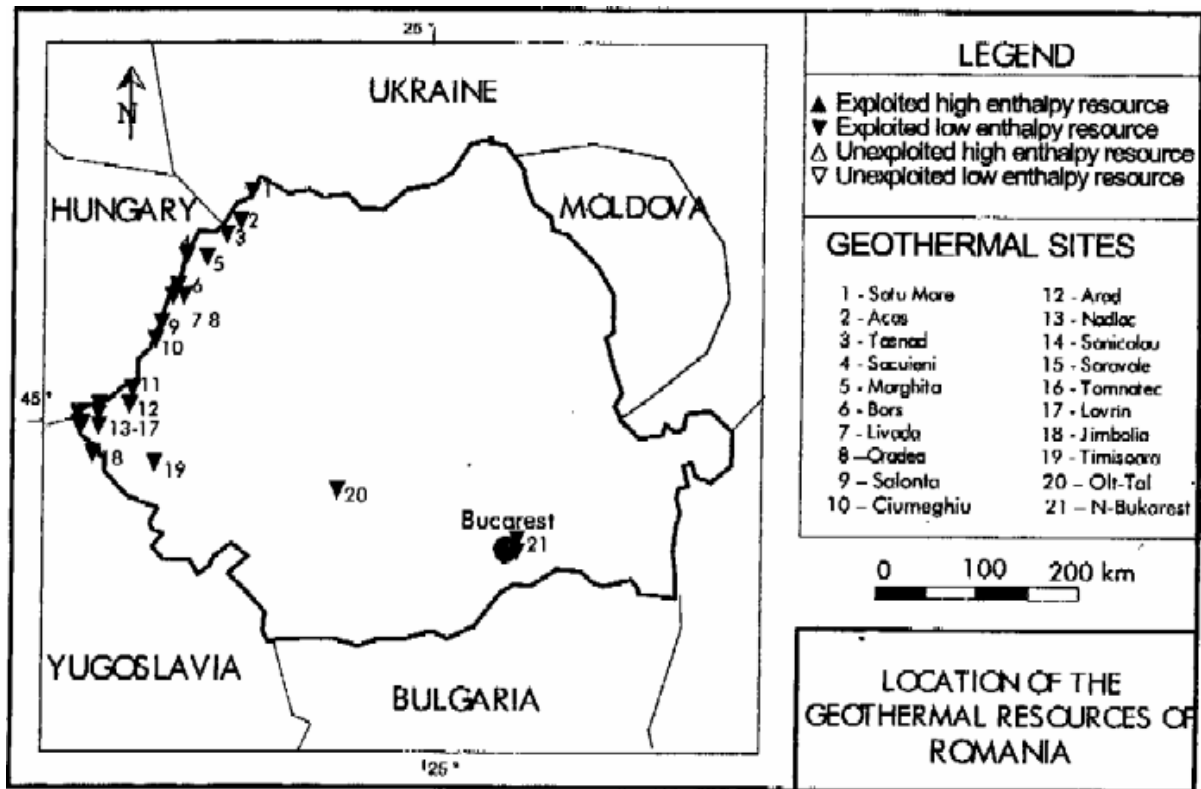 25°
UKRAINE
N
HUNGARY
MOLDOVA
1
2
3
4
5
6
7 8
9
10
11
45°
12
13-17
18
19
20
Bucarest
21
YUGOSLAVIA
BULGARIA
25°
LEGEND
▲ Exploited high enthalpy resource
▼ Exploited low enthalpy resource
△ Unexploited high enthalpy resource
▽ Unexploited low enthalpy resource
GEOTHERMAL SITES
1 - Satu Mare
2 - Acas
3 - Tasnad
4 - Sacuieni
5 - Marghita
6 - Bors
7 - Livada
8 – Oradea
9 – Salonta
10 – Ciumeghiu
12 - Arad
13 - Nadlac
14 - Sanicolau
15 - Saravale
16 - Tomnatec
17 - Lovrin
18 - Jimbolia
19 - Timisoara
20 – Olt-Tal
21 – N-Bukarest
0 100 200 km
LOCATION OF THE
GEOTHERMAL RESOURCES OF
ROMANIA